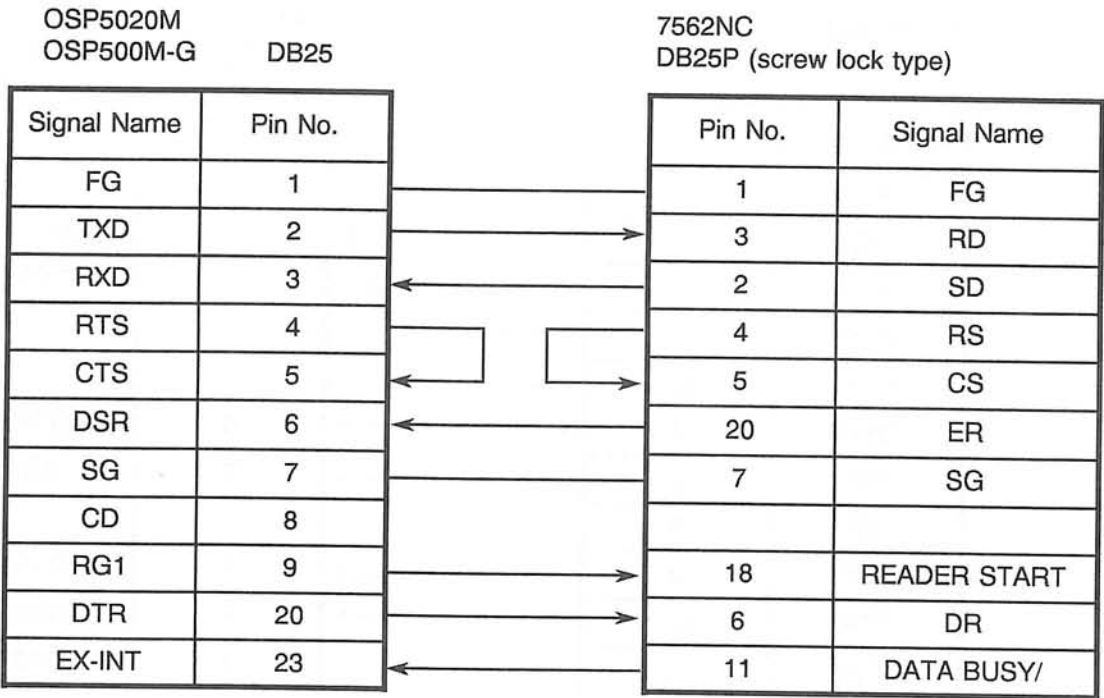 OSP5020M
OSP500M-G DB25
7562NC
DB25P (screw lock type)
Signal Name Pin No. Pin No. Signal Name
FG 1 1 FG
TXD 2 3 RD
RXD 3 2 SD
RTS 4 4 RS
CTS 5 5 CS
DSR 6 20 ER
SG 7 7 SG
CD 8
RG1 9 18 READER START
DTR 20 6 DR
EX-INT 23 11 DATA BUSY/